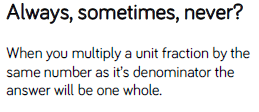 Always, sometimes, never?
When you multiply a unit fraction by the
same number as it's denominator the
answer will be one whole.